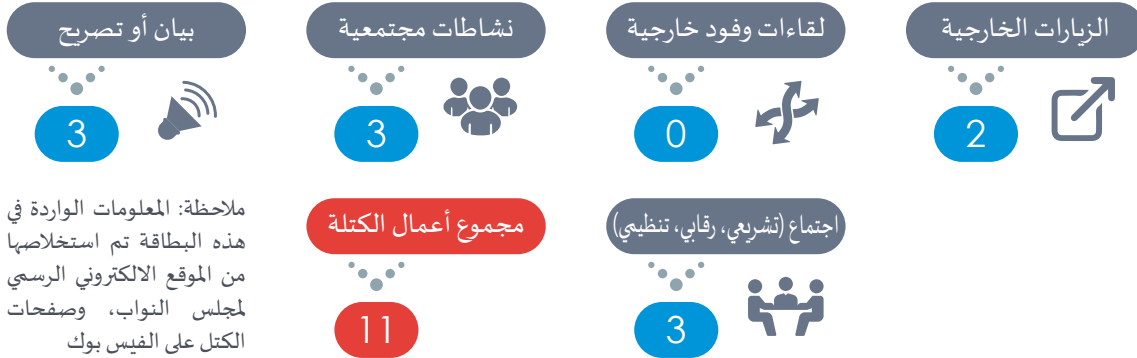 الزيارات الخارجية
2
لقاءات وفود خارجية
0
نشاطات مجتمعية
3
بيان أو تصريح
3
اجتماع (تشريعي، رقابي، تنظيمي)
3
مجموع أعمال الكتلة
11
ملاحظة: المعلومات الواردة في
هذه البطاقة تم استخلاصها
من الموقع الالكتروني الرسمي
لمجلس النواب، وصفحات
الكتل على الفيس بوك